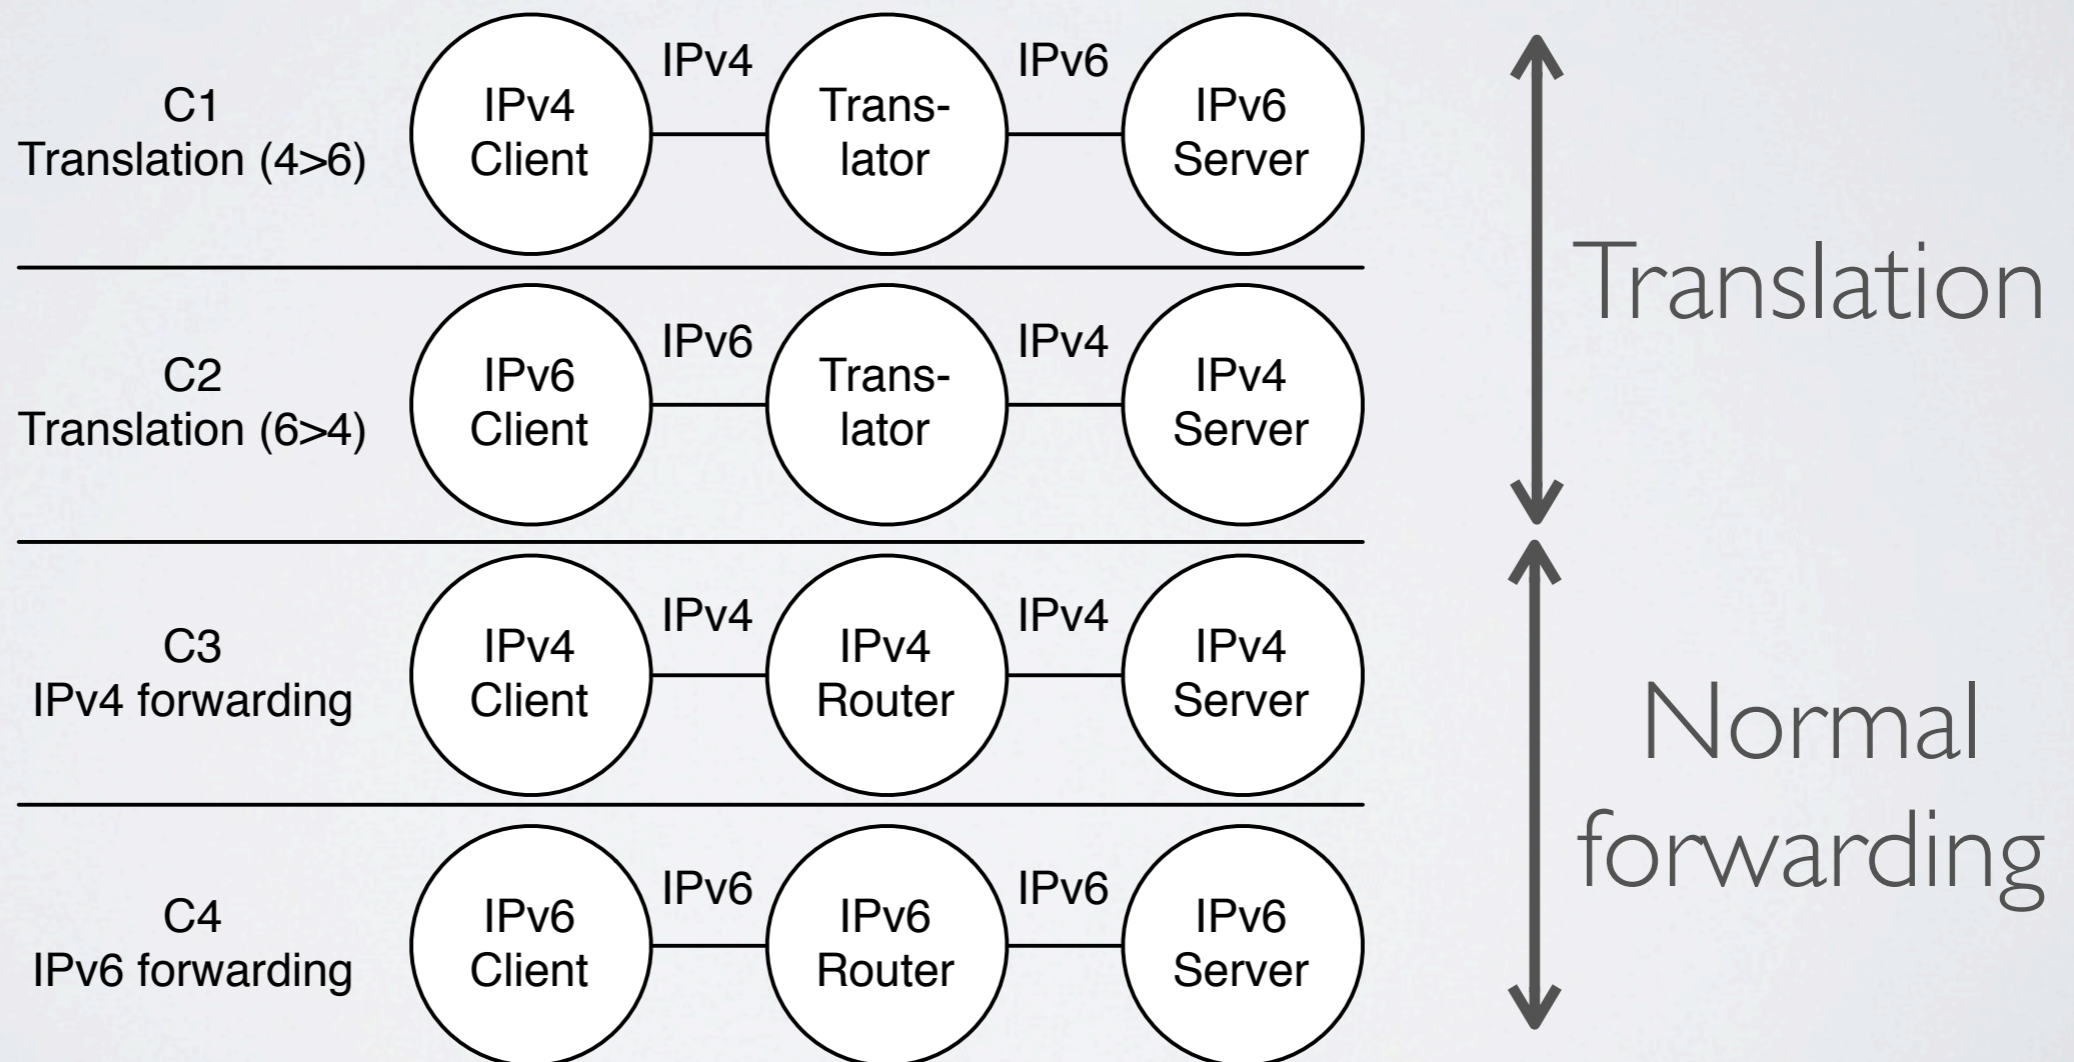 C1
Translation (4>6)
IPv4
Client
IPv4
Trans-
lator
IPv6
IPv6
Server
C2
Translation (6>4)
IPv6
Client
IPv6
Trans-
lator
IPv4
IPv4
Server
Translation
C3
IPv4 forwarding
IPv4
Client
IPv4
IPv4
Router
IPv4
IPv4
Server
C4
IPv6 forwarding
IPv6
Client
IPv6
IPv6
Router
IPv6
IPv6
Server
Normal
forwarding